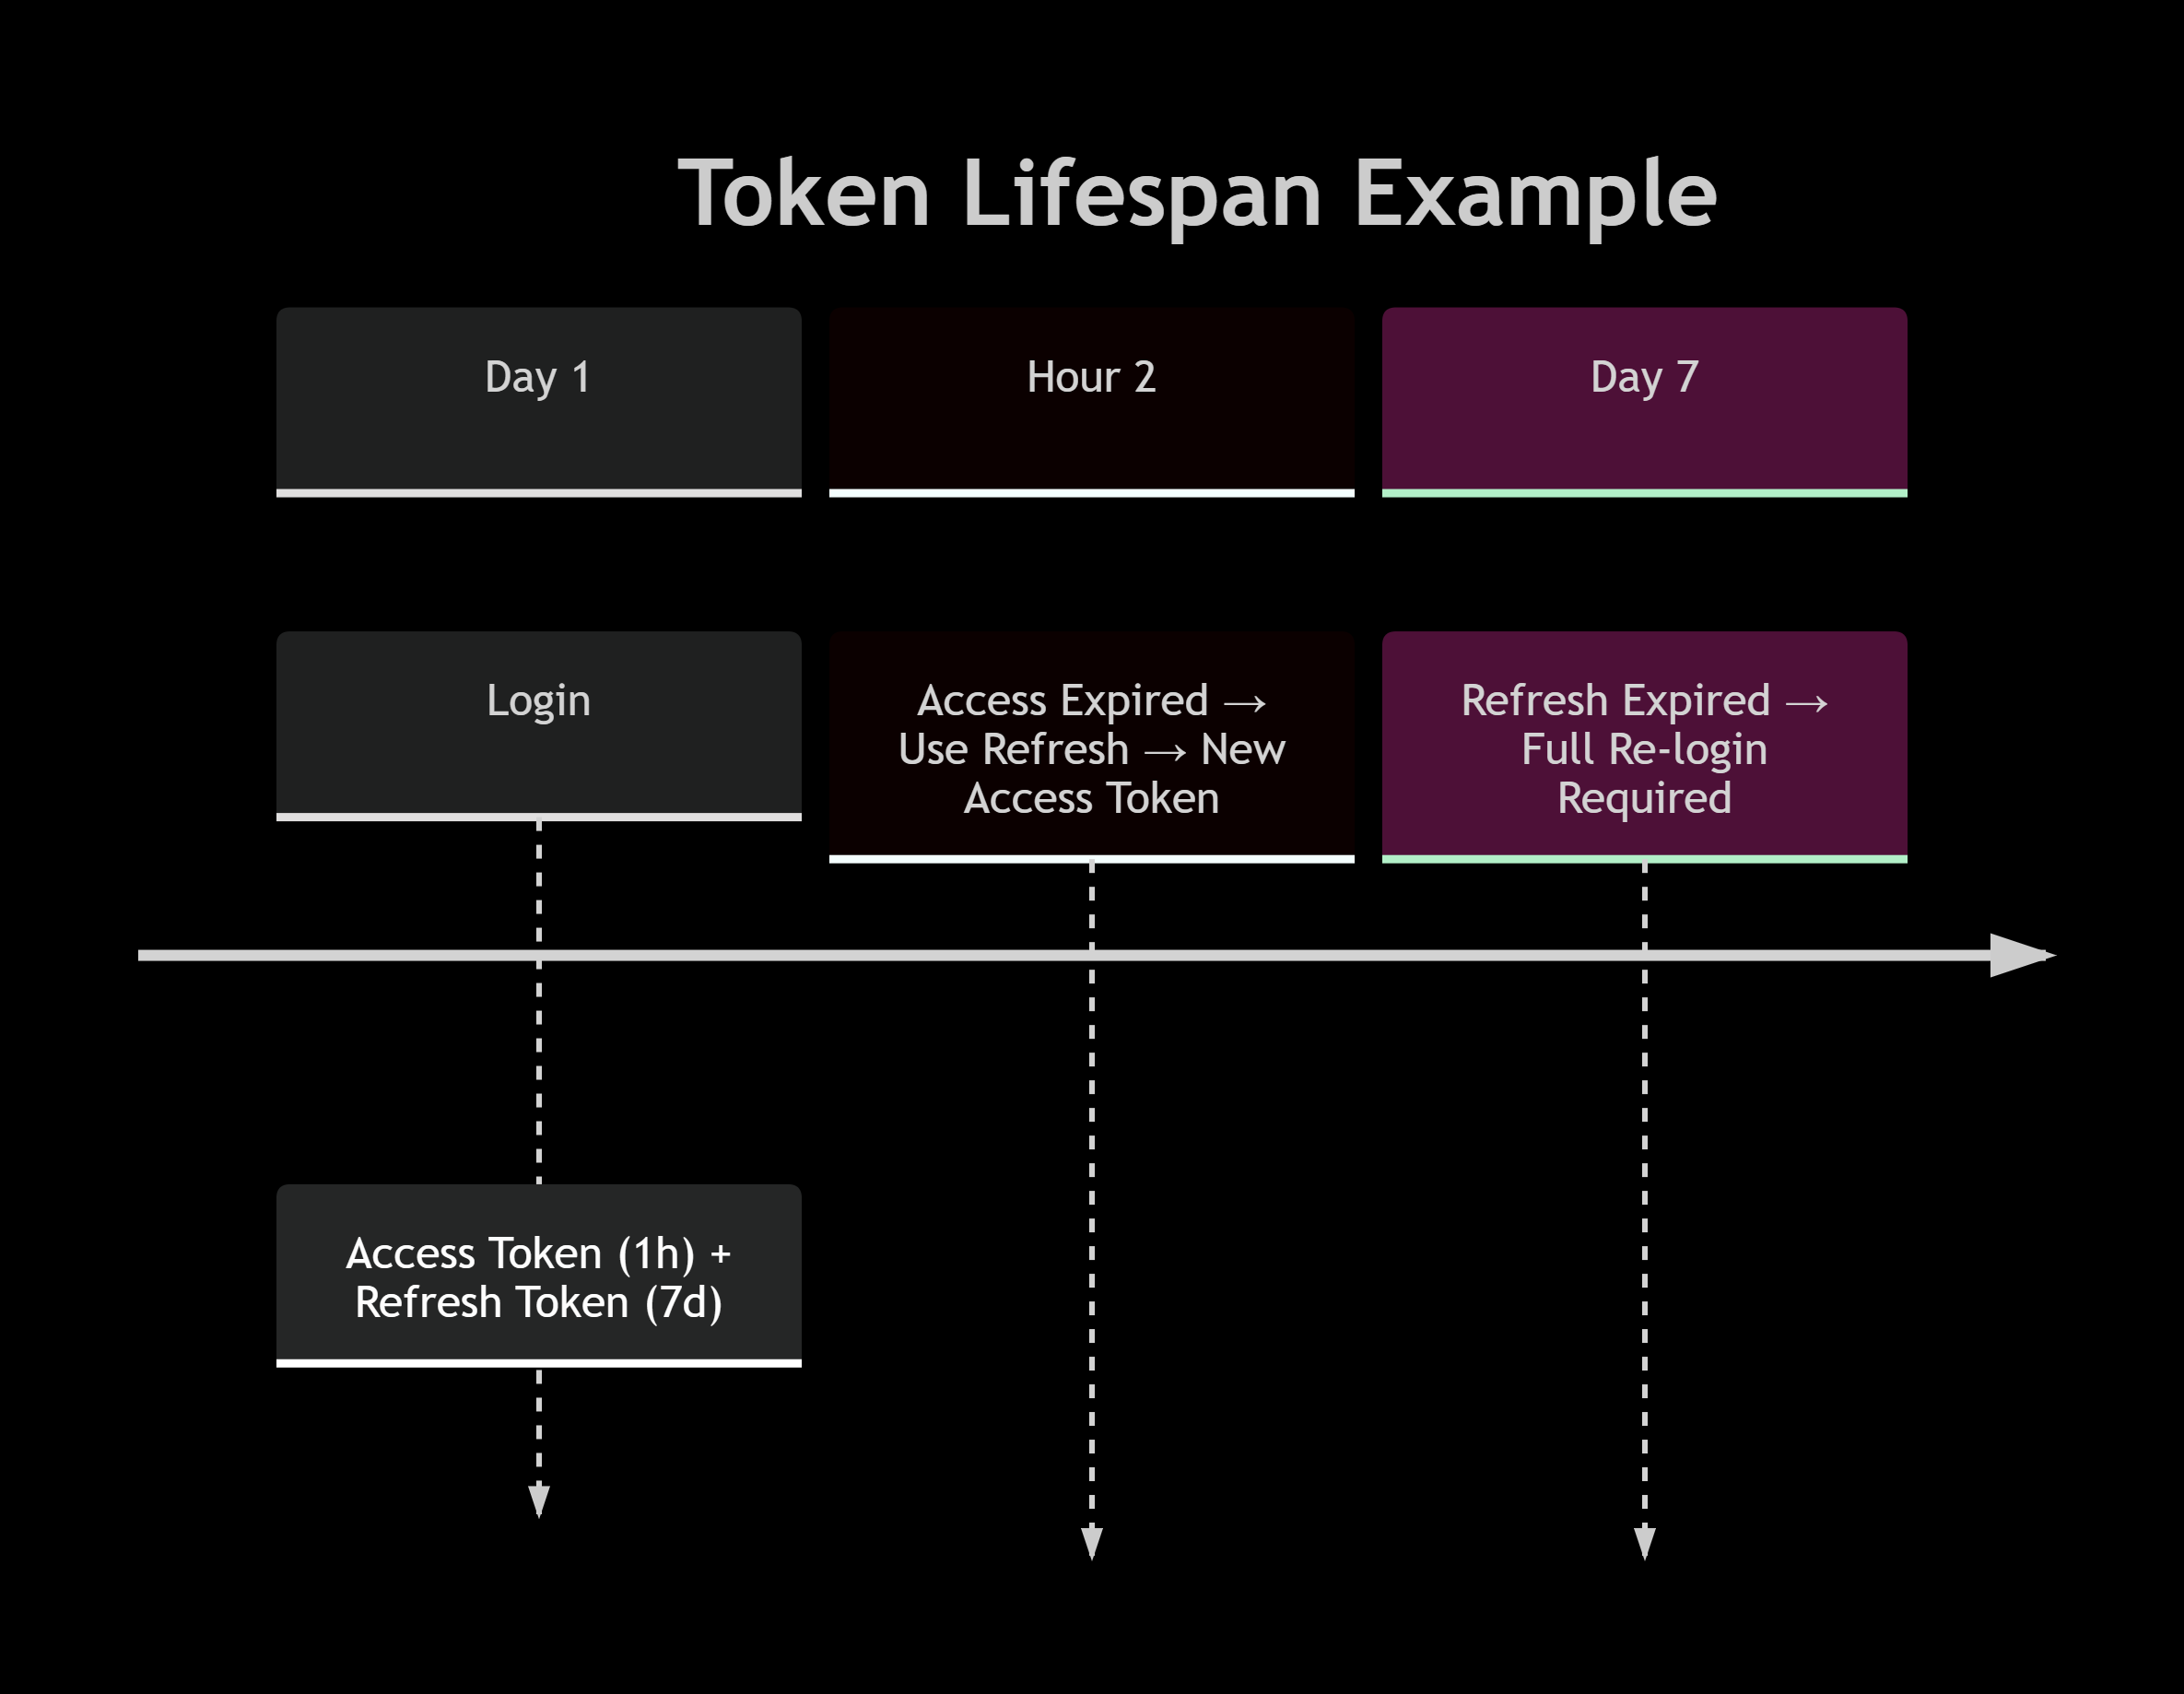 Token Lifespan Example
Day 1
Hour 2
Day 7
Login
Access Expired →
Use Refresh → New
Access Token
Refresh Expired →
Full Re-login
Required
Access Token (1h) +
Refresh Token (7d)